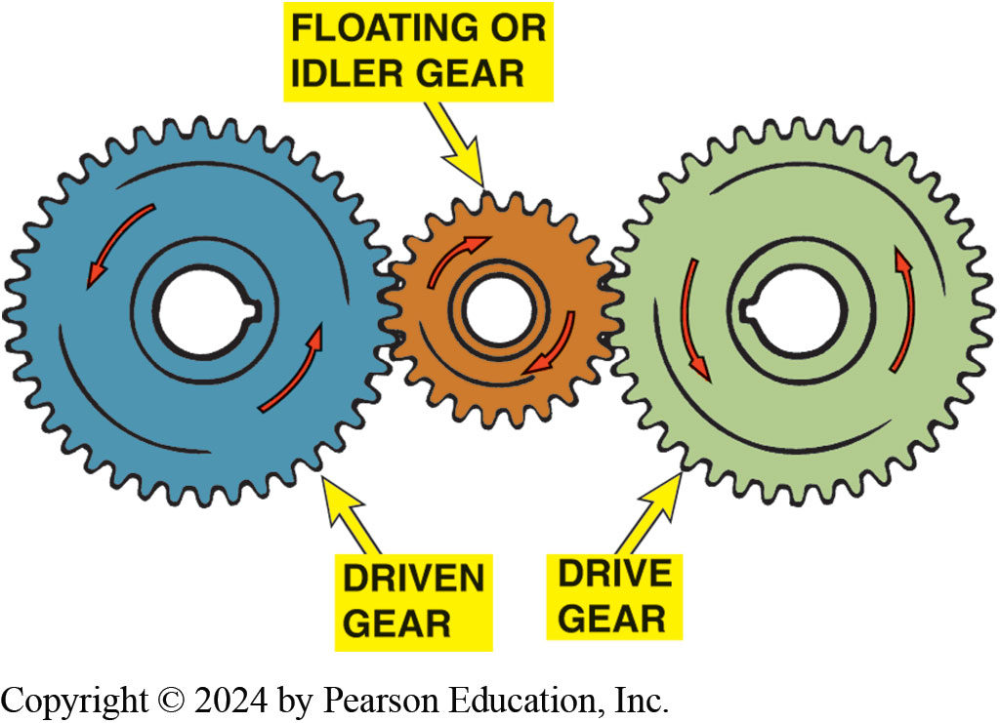 FLOATING OR
IDLER GEAR
DRIVEN
GEAR
DRIVE
GEAR
Copyright © 2024 by Pearson Education, Inc.